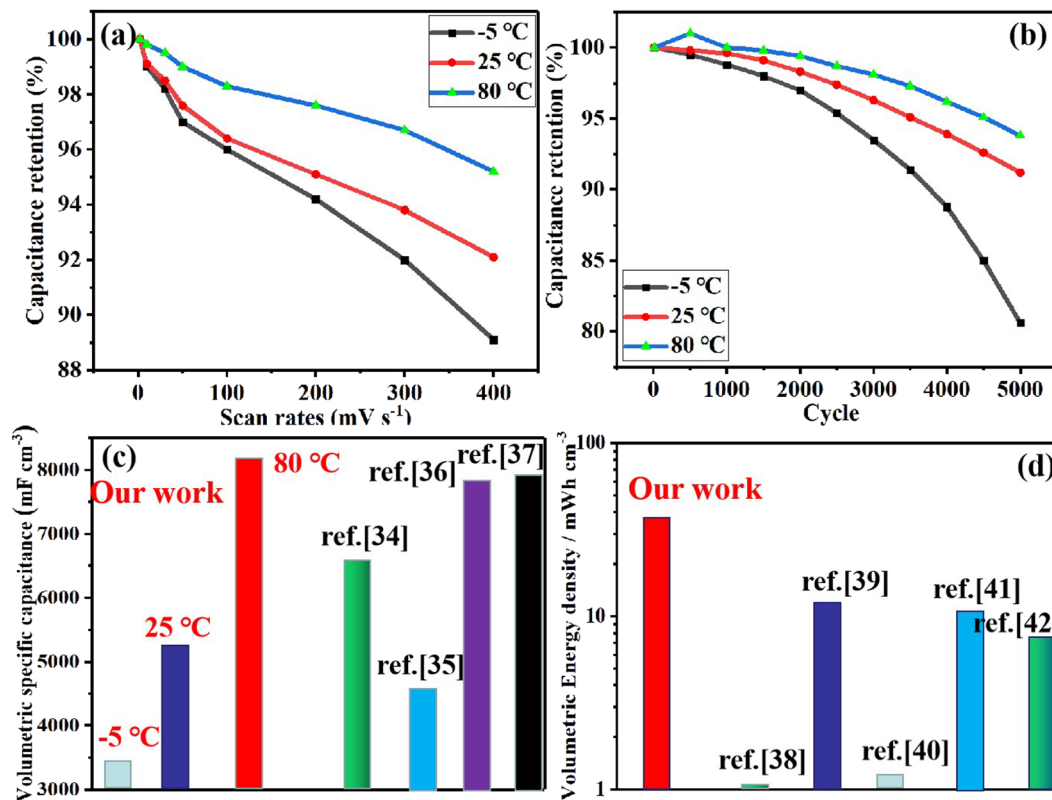 (a)
-5 °C
25 °C
80 °C
100
98
96
94
92
90
88
Capacitance retention (%)
0
100
200
300
400
Scan rates (mV s⁻¹)
(b)
-5 °C
25 °C
80 °C
100
95
90
85
80
Capacitance retention (%)
0
1000
2000
3000
4000
5000
Cycle
(c)
Our work
-5 °C
25 °C
80 °C
ref.[34]
ref.[35]
ref.[36]
ref.[37]
8000
7000
6000
5000
4000
3000
Volumetric specific capacitance (mF cm⁻³)
(d)
Our work
ref.[38]
ref.[39]
ref.[40]
ref.[41]
ref.[42
100
10
1
Volumetric Energy density / mWh cm⁻³